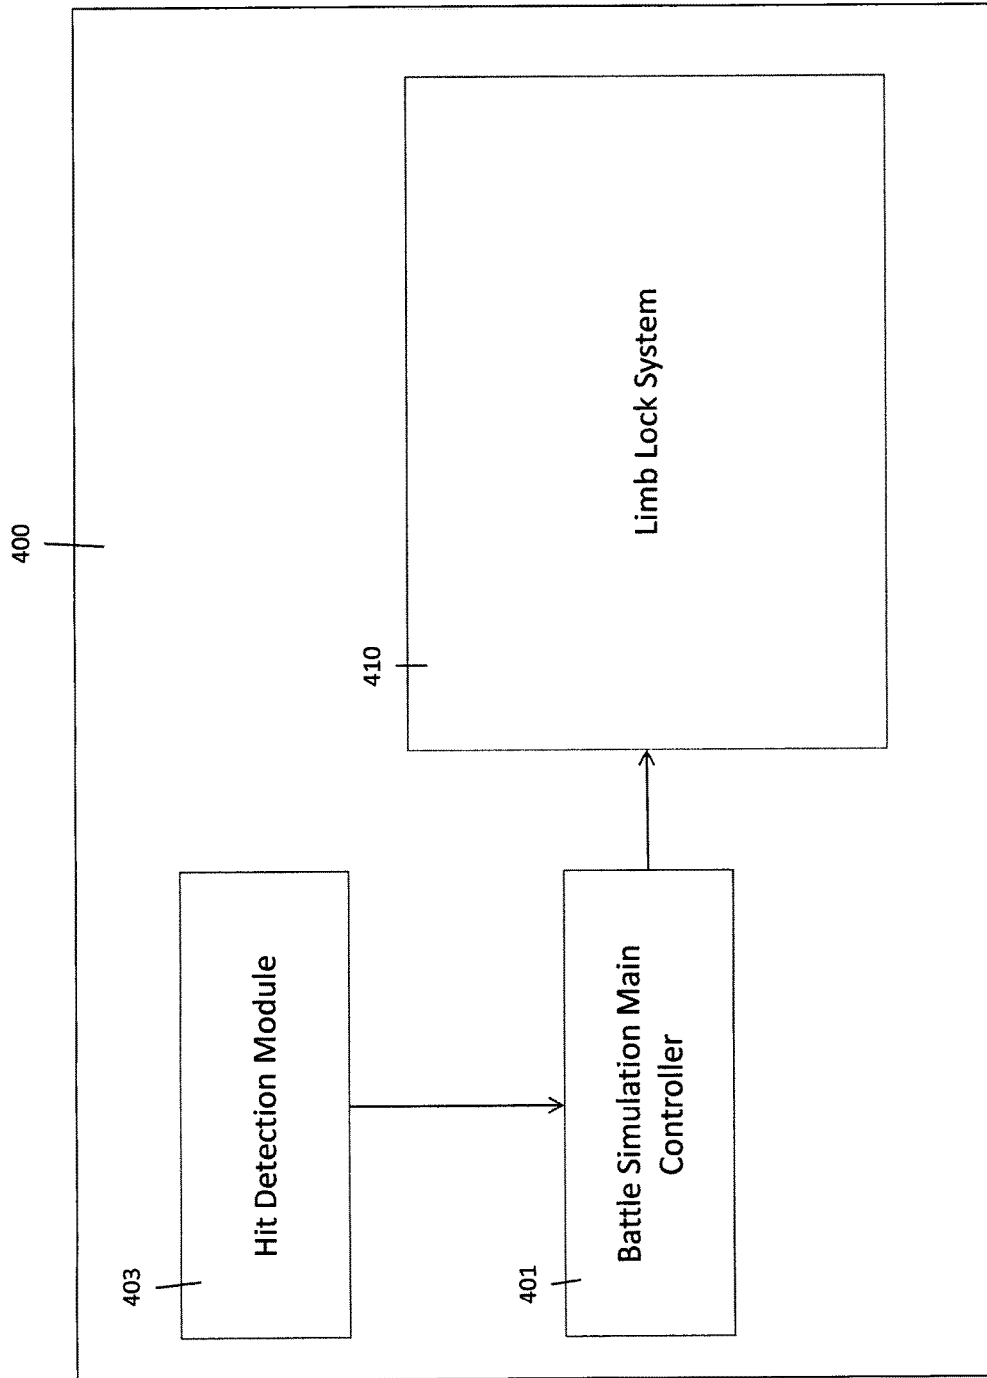 400
403
Hit Detection Module
410
Limb Lock System
401
Battle Simulation Main
Controller